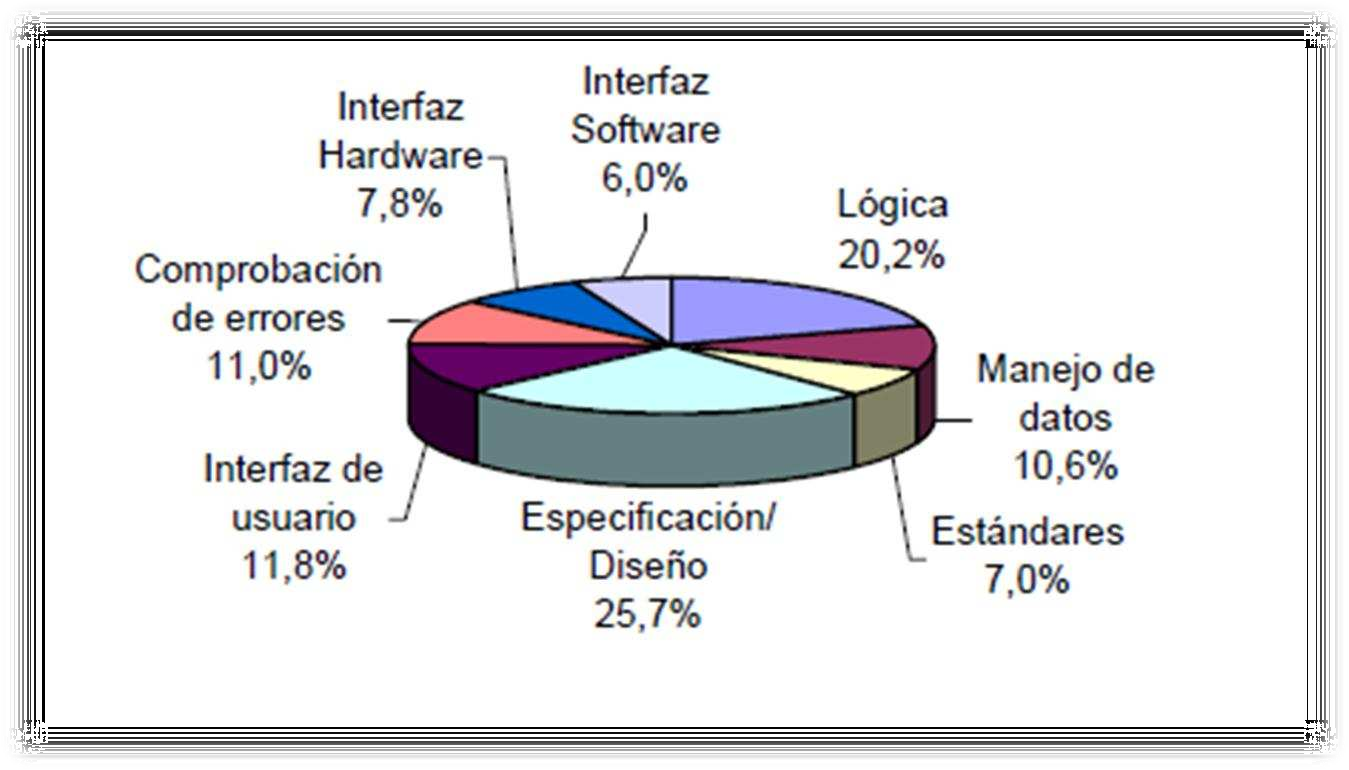 Interfaz
Software
6,0%
Interfaz
Hardware
7,8%
Lógica
20,2%
Comprobación
de errores
11,0%
Manejo de
datos
10,6%
Interfaz de
usuario
11,8%
Especificación/
Diseño
25,7%
Estándares
7,0%